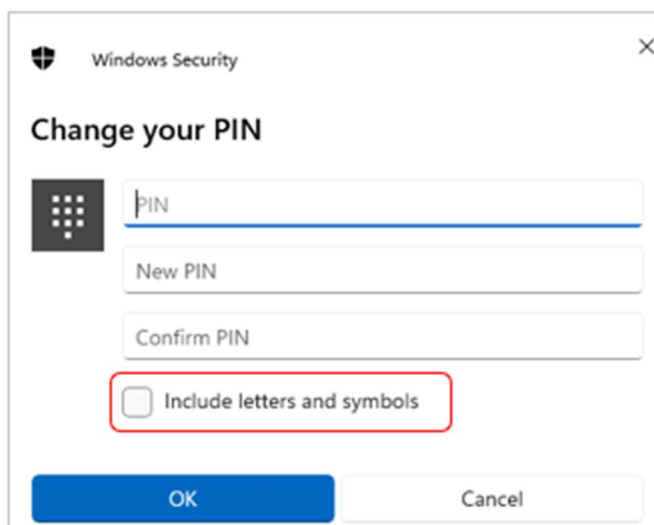 Windows Security
Change your PIN
PIN
New PIN
Confirm PIN
Include letters and symbols
OK Cancel